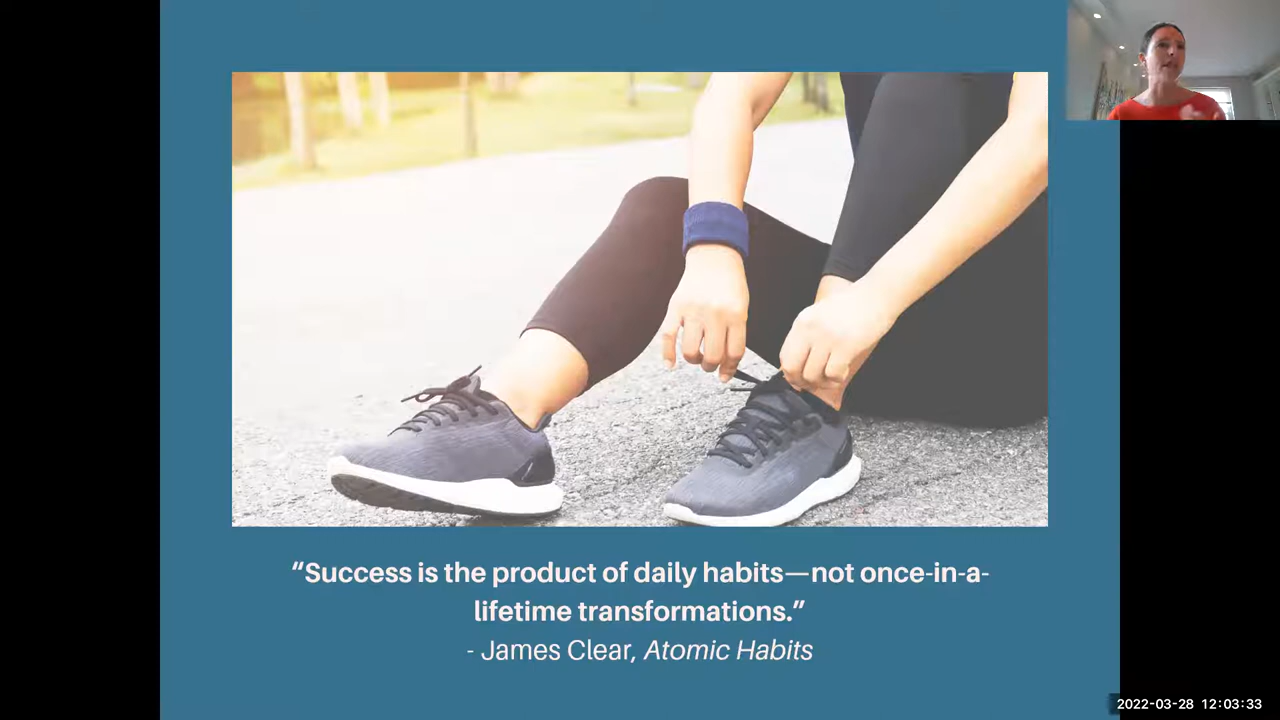 “Success is the product of daily habits—not once-in-a-
lifetime transformations.”
- James Clear, Atomic Habits
2022-03-28 12:03:33